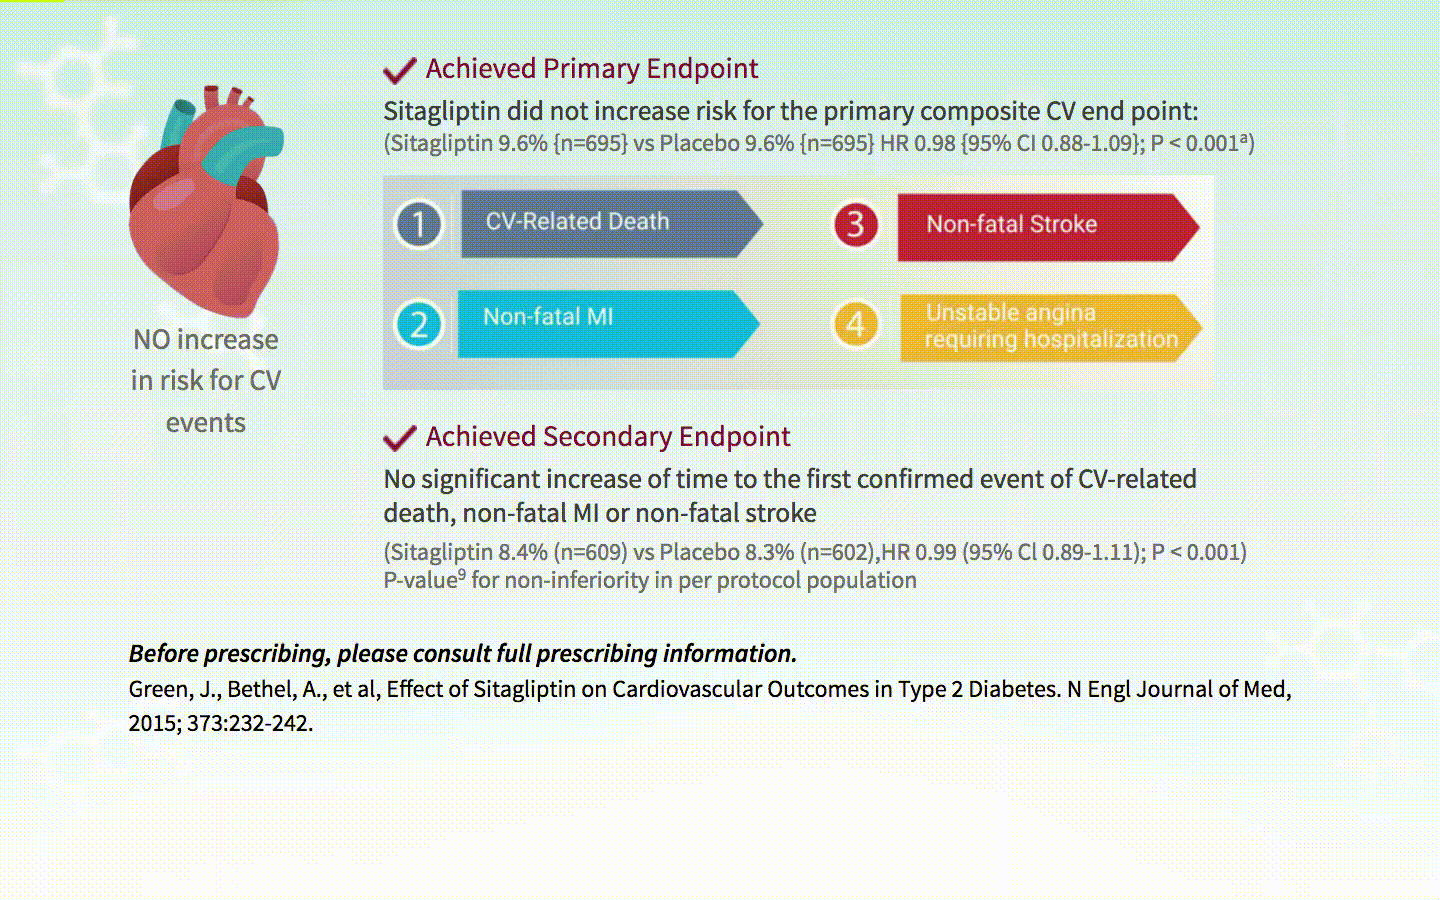 Achieved Primary Endpoint
Sitagliptin did not increase risk for the primary composite CV end point:
(Sitagliptin 9.6% {n=695} vs Placebo 9.6% {n=695} HR 0.98 {95% CI 0.88-1.09}; P < 0.001ª)
1 CV-Related Death
3 Non-fatal Stroke
2 Non-fatal MI
4 Unstable angina
requiring hospitalization
NO increase
in risk for CV
events
Achieved Secondary Endpoint
No significant increase of time to the first confirmed event of CV-related
death, non-fatal MI or non-fatal stroke
(Sitagliptin 8.4% (n=609) vs Placebo 8.3% (n=602),HR 0.99 (95% Cl 0.89-1.11); P < 0.001)
P-value⁹ for non-inferiority in per protocol population
Before prescribing, please consult full prescribing information.
Green, J., Bethel, A., et al, Effect of Sitagliptin on Cardiovascular Outcomes in Type 2 Diabetes. N Engl Journal of Med,
2015; 373:232-242.